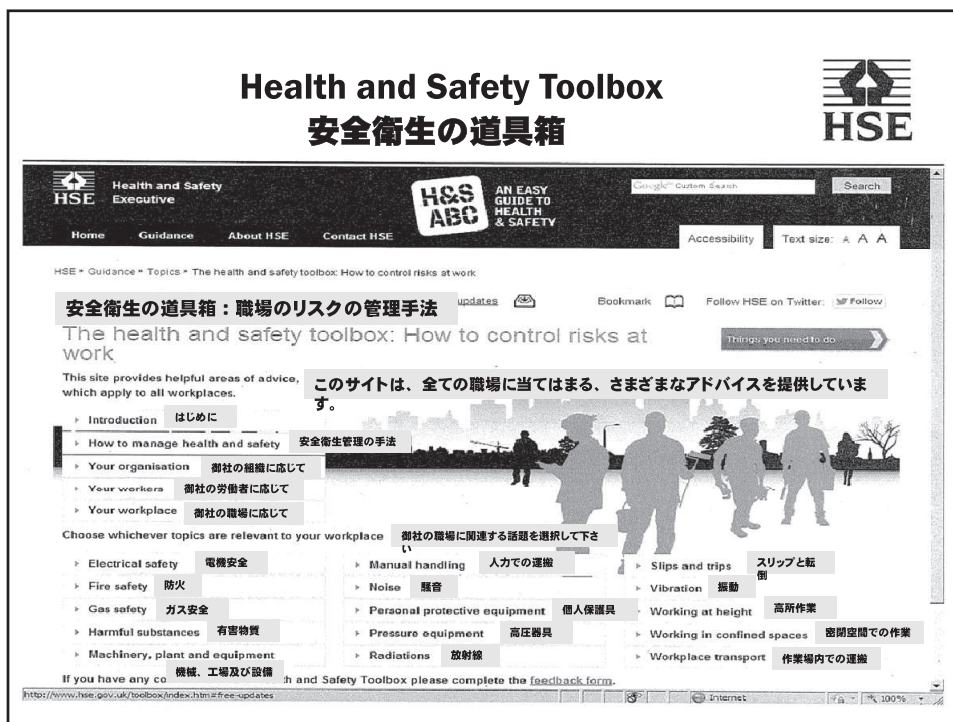 Health and Safety Toolbox
安全衛生の道具箱
HSE
HSE
Health and Safety
Executive
H&S
ABC
AN EASY
GUIDE TO
HEALTH
& SAFETY
Google™ Custom Search
Search
Home Guidance About HSE Contact HSE
Accessibility
Text size: A A A
HSE » Guidance » Topics » The health and safety toolbox: How to control risks at work
updates Bookmark Follow HSE on Twitter: Follow
安全衛生の道具箱：職場のリスクの管理手法
The health and safety toolbox: How to control risks at
work
Things you need to do
This site provides helpful areas of advice,
which apply to all workplaces.
このサイトは、全ての職場に当てはまる、さまざまなアドバイスを提供していま
す。
Introduction はじめに
How to manage health and safety 安全衛生管理の手法
Your organisation 御社の組織に応じて
Your workers 御社の労働者に応じて
Your workplace 御社の職場に応じて
Choose whichever topics are relevant to your workplace 御社の職場に関連する話題を選択して下さ
い
Electrical safety 電機安全
Fire safety 防火
Gas safety ガス安全
Harmful substances 有害物質
Machinery, plant and equipment
機械、工場及び設備
Manual handling 人力での運搬
Noise 騒音
Personal protective equipment 個人保護具
Pressure equipment 高圧器具
Radiations 放射線
Slips and trips スリップと転
倒
Vibration 振動
Working at height 高所作業
Working in confined spaces 密閉空間での作業
Workplace transport 作業場内での運搬
If you have any co h and Safety Toolbox please complete the feedback form.
http://www.hse.gov.uk/toolbox/index.htm#free-updates
Internet
100%